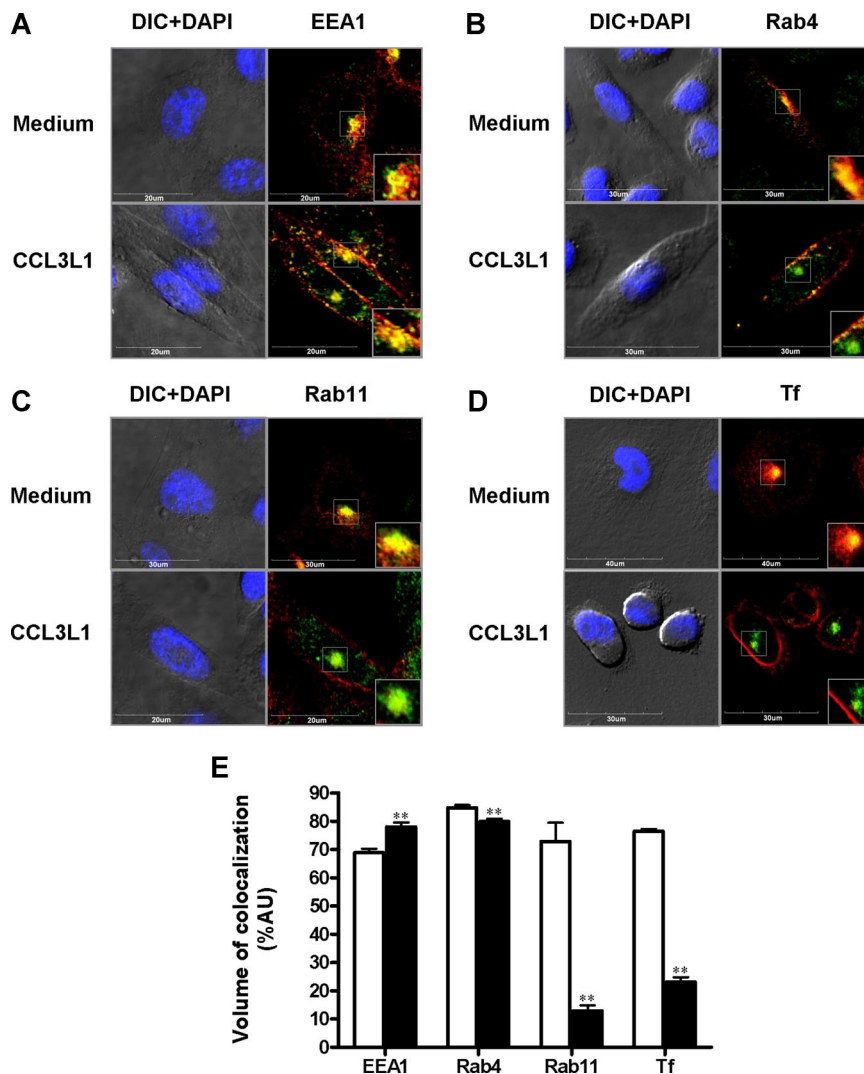 A
DIC+DAPI
EEA1
Medium
20um
20um
CCL3L1
20um
20um
B
DIC+DAPI
Rab4
Medium
30um
30um
CCL3L1
30um
30um
C
DIC+DAPI
Rab11
Medium
30um
30um
CCL3L1
20um
20um
D
DIC+DAPI
Tf
Medium
40um
40um
CCL3L1
30um
30um
E
Volume of colocalization
(%AU)
90
80
70
60
50
40
30
20
10
0
**
**
**
**
EEA1
Rab4
Rab11
Tf